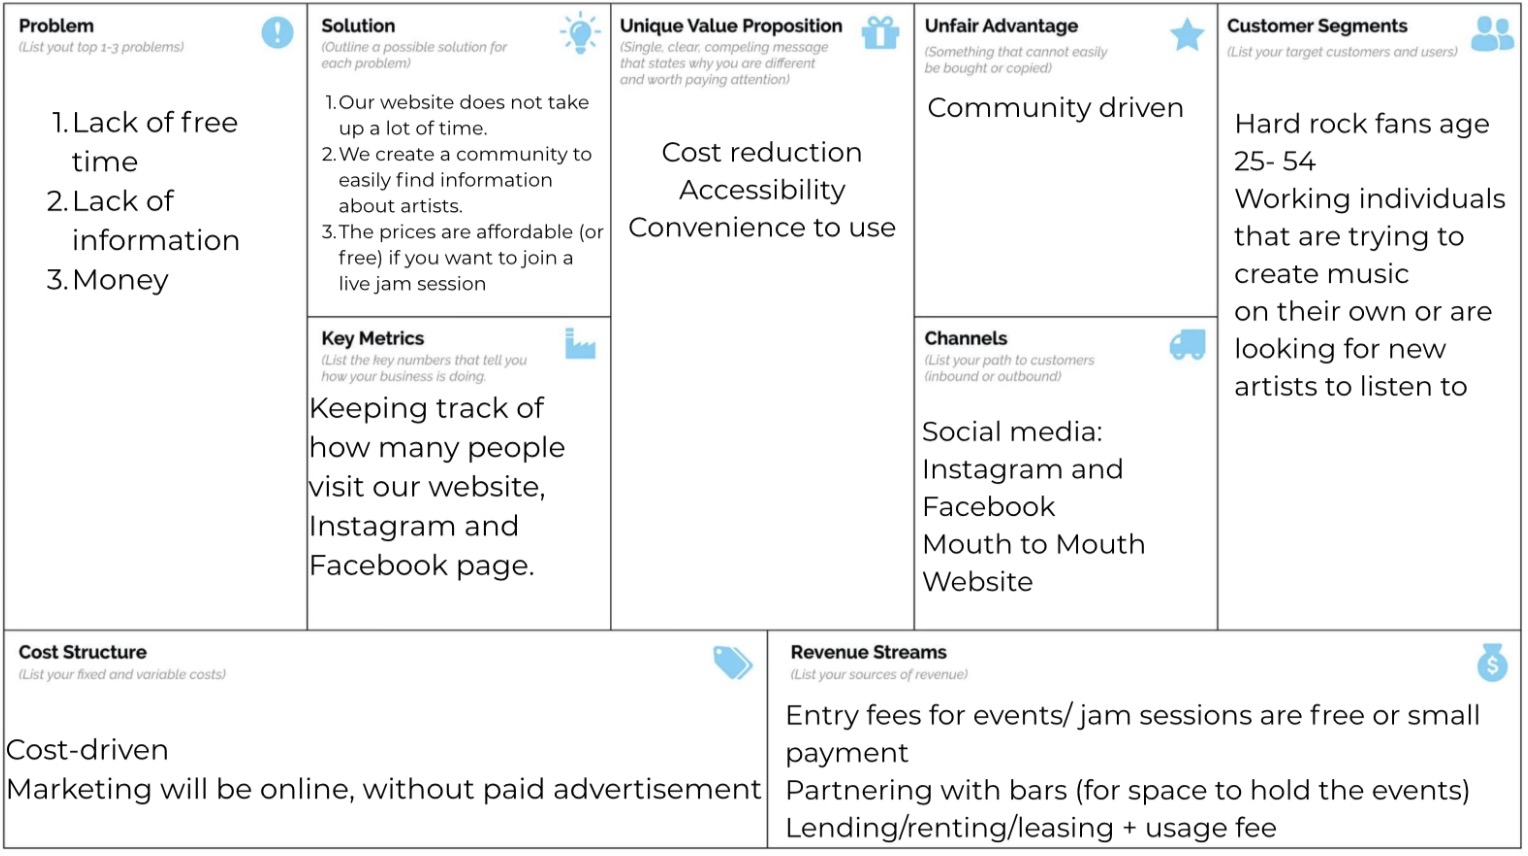 Problem
(List yout top 1-3 problems)
1. Lack of free
time
2. Lack of
information
3. Money
Solution
(Outline a possible solution for
each problem)
1. Our website does not take
up a lot of time.
2. We create a community to
easily find information
about artists.
3. The prices are affordable (or
free) if you want to join a
live jam session
Key Metrics
(List the key numbers that tell you
how your business is doing.
Keeping track of
how many people
visit our website,
Instagram and
Facebook page.
Unique Value Proposition
(Single, clear, compeling message
that states why you are different
and worth paying attention)
Cost reduction
Accessibility
Convenience to use
Unfair Advantage
(Something that cannot easily
be bought or copied)
Community driven
Channels
(List your path to customers
(inbound or outbound)
Social media:
Instagram and
Facebook
Mouth to Mouth
Website
Customer Segments
(List your target customers and users)
Hard rock fans age
25- 54
Working individuals
that are trying to
create music
on their own or are
looking for new
artists to listen to
Cost Structure
(List your fixed and variable costs)
Cost-driven
Marketing will be online, without paid advertisement
Revenue Streams
(List your sources of revenue)
Entry fees for events/ jam sessions are free or small
payment
Partnering with bars (for space to hold the events)
Lending/renting/leasing + usage fee